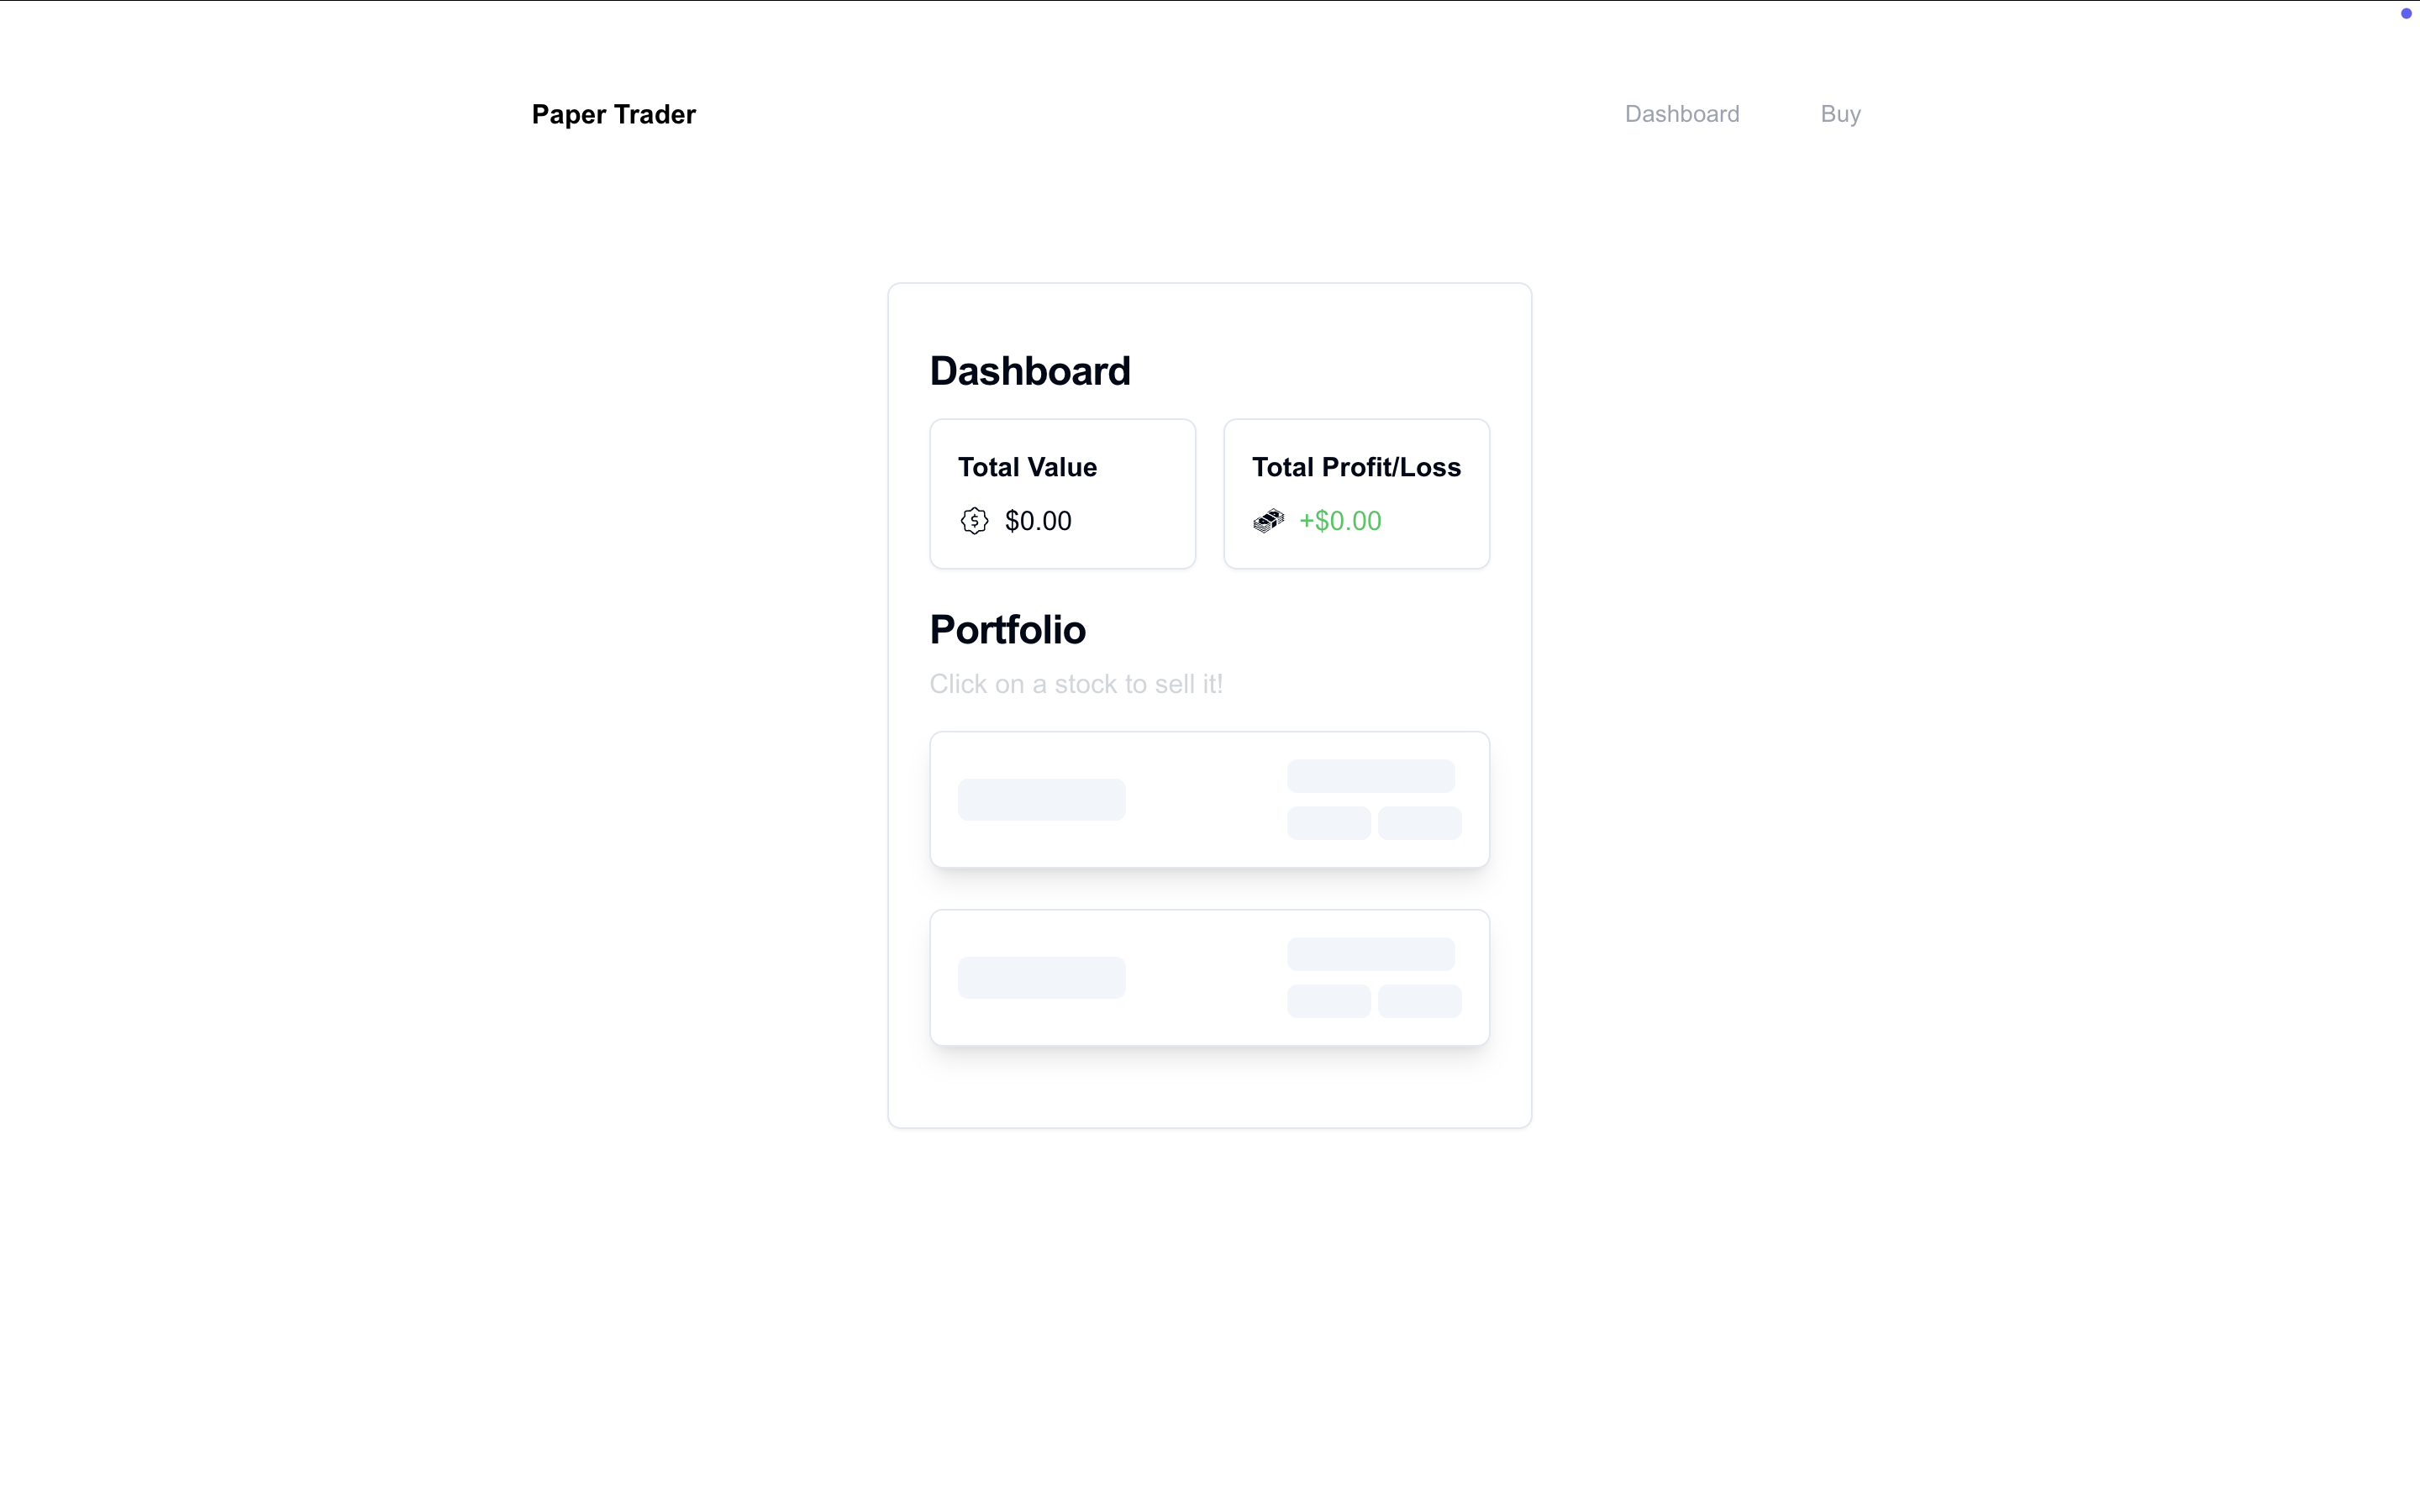 Paper Trader
Dashboard
Buy
Dashboard
Total Value
$0.00
Total Profit/Loss
+$0.00
Portfolio
Click on a stock to sell it!